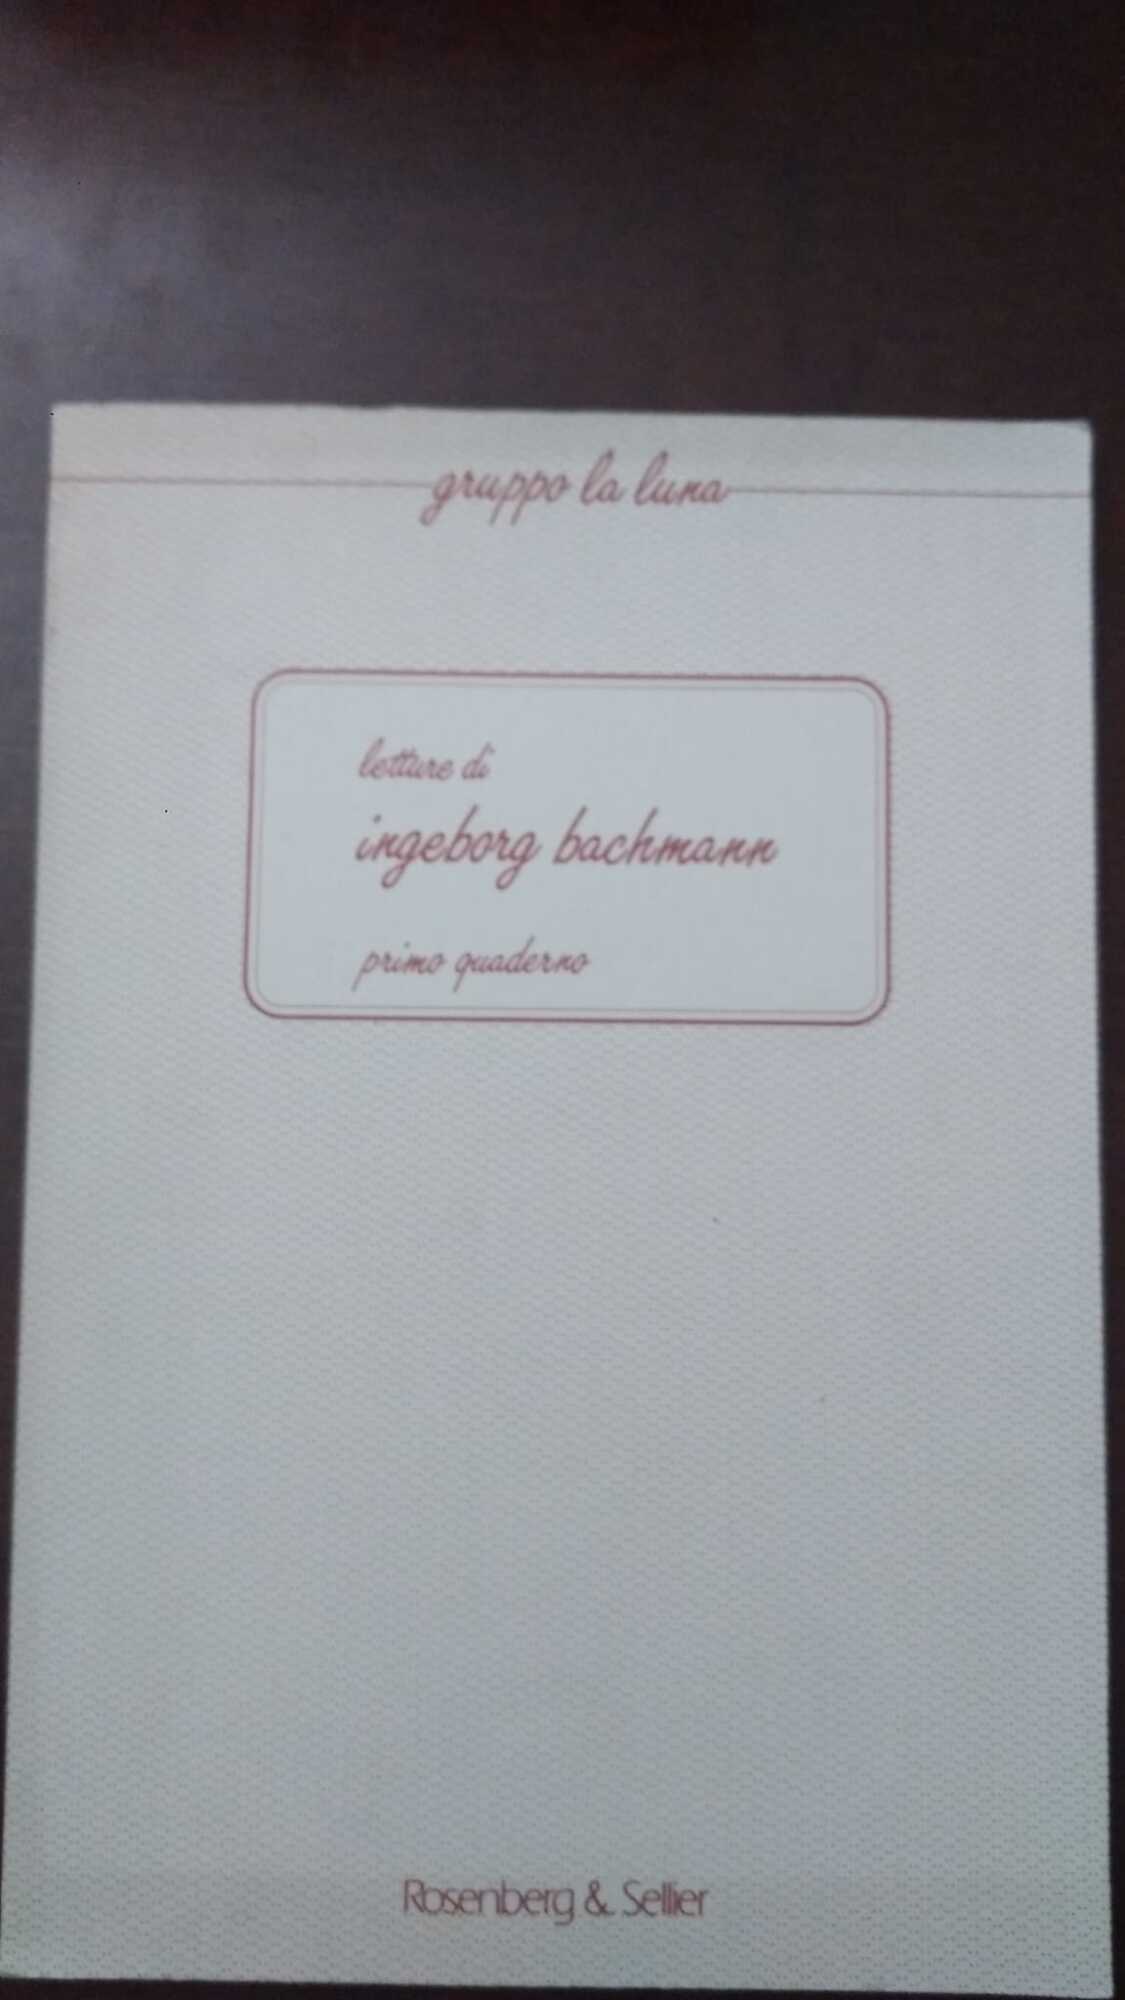 gruppo la luna
letture di
ingeborg bachmann
primo quaderno
Rosenberg & Sellier